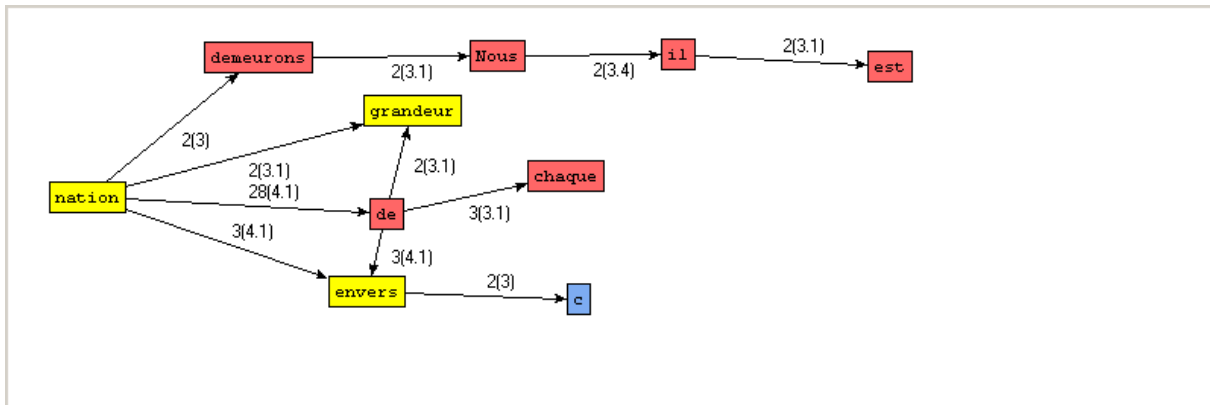 demeurons
Nous
il
est
2(3.1)
2(3.4)
2(3.1)
grandeur
2(3)
2(3.1)
2(3.1)
chaque
nation
28(4.1)
de
3(3.1)
3(4.1)
3(4.1)
envers
2(3)
c